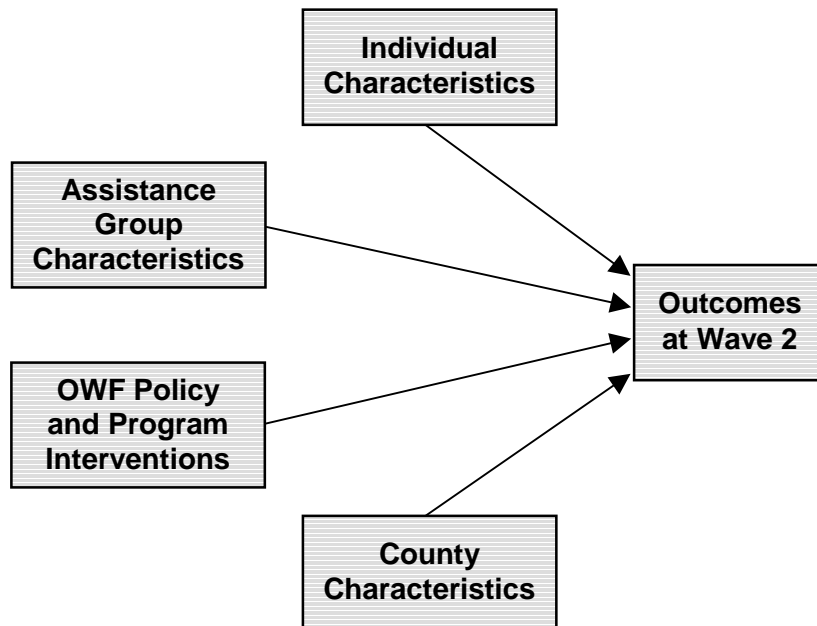 Individual
Characteristics
Assistance
Group
Characteristics
Outcomes
at Wave 2
OWF Policy
and Program
Interventions
County
Characteristics